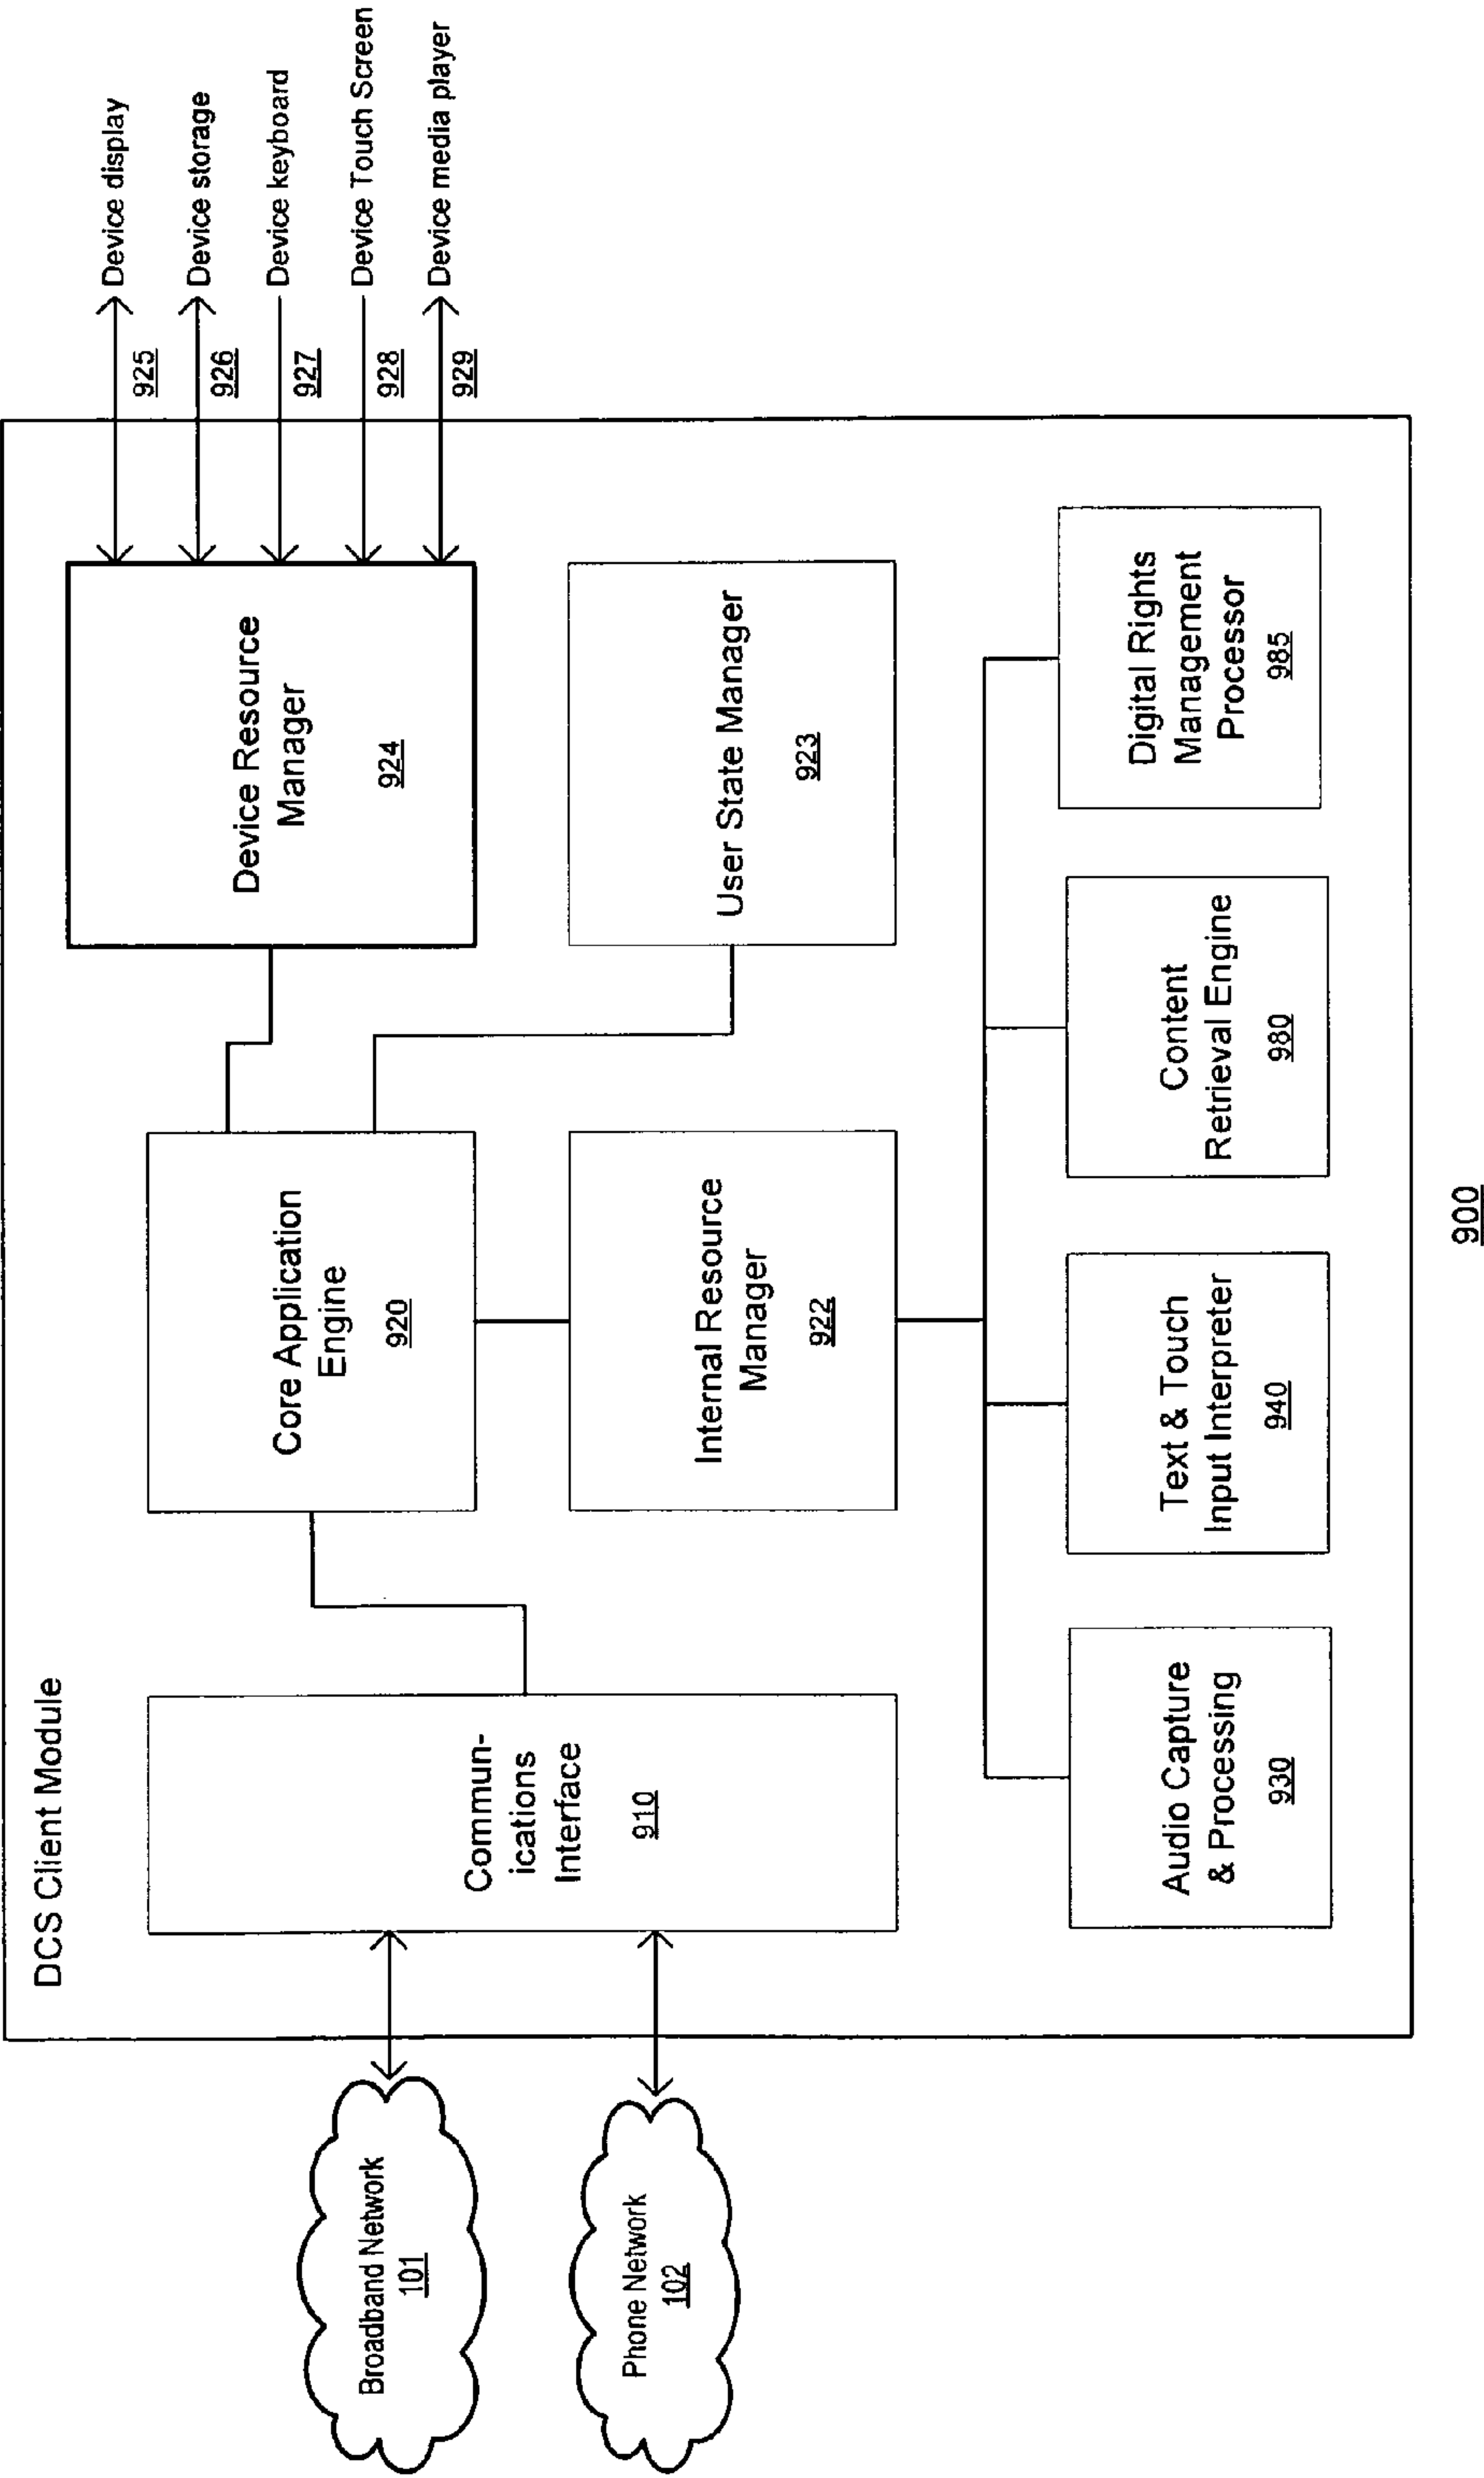 DCS Client Module
Broadband Network
101
Phone Network
102
Commun-
ications
Interface
910
Core Application
Engine
920
Internal Resource
Manager
922
Device Resource
Manager
924
User State Manager
923
Device display
925
Device storage
926
Device keyboard
927
Device Touch Screen
928
Device media player
929
Audio Capture
& Processing
930
Text & Touch
Input Interpreter
940
Content
Retrieval Engine
980
Digital Rights
Management
Processor
985
900